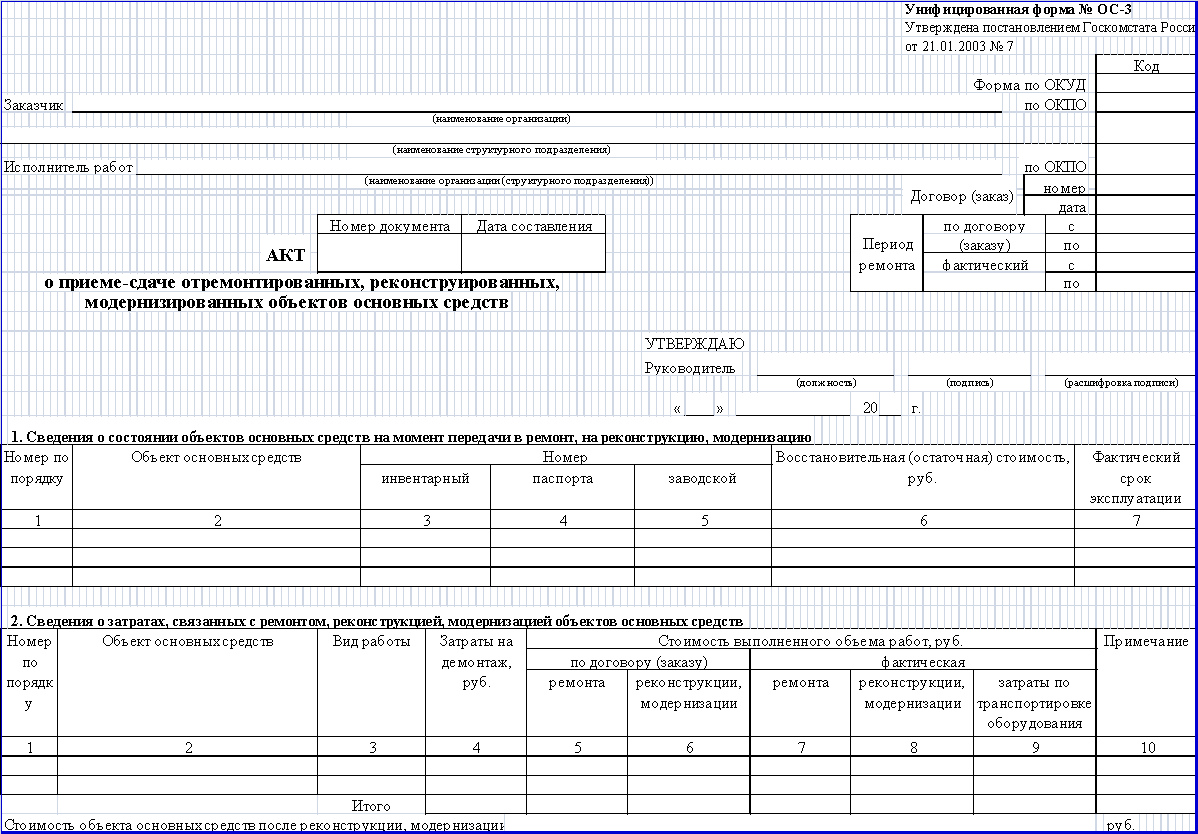 Унифицированная форма № ОС-3
Утверждена постановлением Госкомстата Росси
от 21.01.2003 № 7
Код
Форма по ОКУД
Заказчик по ОКПО
(наименование организации)
(наименование структурного подразделения)
Исполнитель работ по ОКПО
(наименование организации (структурного подразделения))
Договор (заказ) номер
дата
Номер документа Дата составления
Период ремонта по договору (заказу) с
по
фактический с
по
АКТ
о приеме-сдаче отремонтированных, реконструированных,
модернизированных объектов основных средств
УТВЕРЖДАЮ
Руководитель
(должность) (подпись) (расшифровка подписи)
« ____ » ________________ 20___ г.
1. Сведения о состоянии объектов основных средств на момент передачи в ремонт, на реконструкцию, модернизацию
Номер по порядку Объект основных средств Номер Восстановительная (остаточная) стоимость, руб. Фактический срок эксплуатации
инвентарный паспорта заводской
1 2 3 4 5 6 7
2. Сведения о затратах, связанных с ремонтом, реконструкцией, модернизацией объектов основных средств
Номер по порядк у Объект основных средств Вид работы Затраты на демонтаж, руб. Стоимость выполненного объема работ, руб. Примечание
по договору (заказу) фактическая
ремонта реконструкции, модернизации ремонта реконструкции, модернизации затраты по транспортировке оборудования
1 2 3 4 5 6 7 8 9 10
Итого
Стоимость объекта основных средств после реконструкции, модернизации руб.